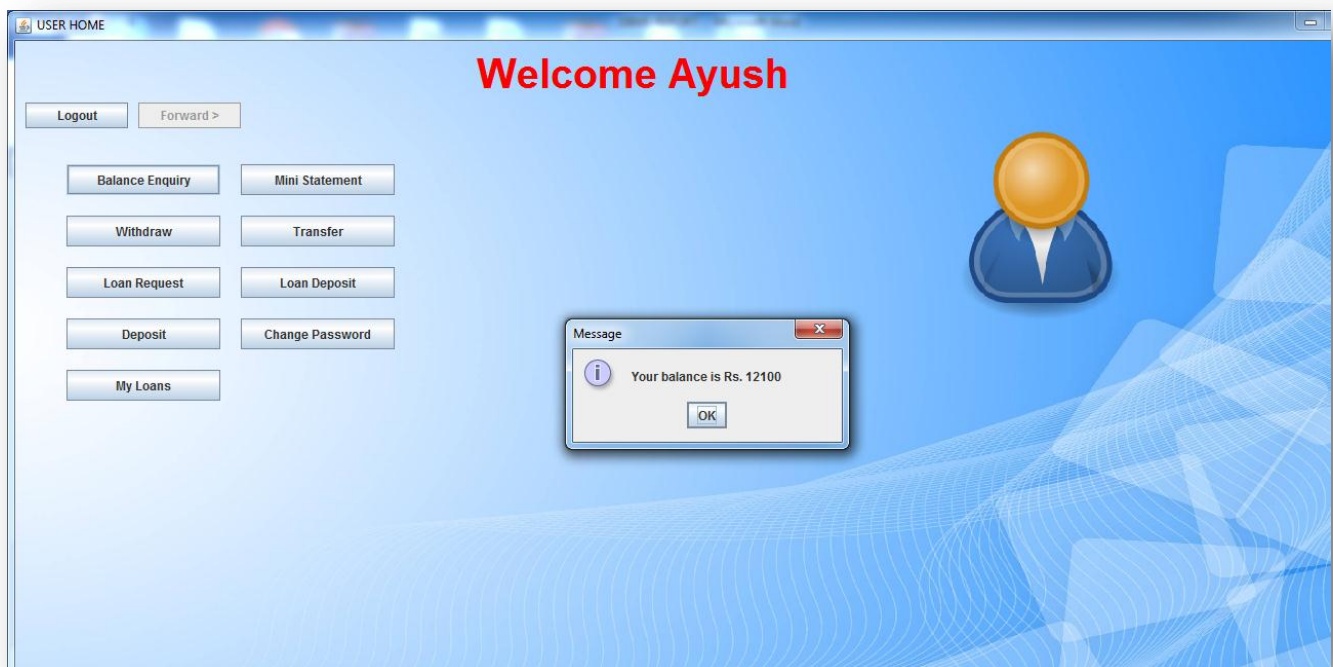 USER HOME
Welcome Ayush
Logout Forward >
Balance Enquiry Mini Statement
Withdraw Transfer
Loan Request Loan Deposit
Deposit Change Password
My Loans
Message
Your balance is Rs. 12100
OK